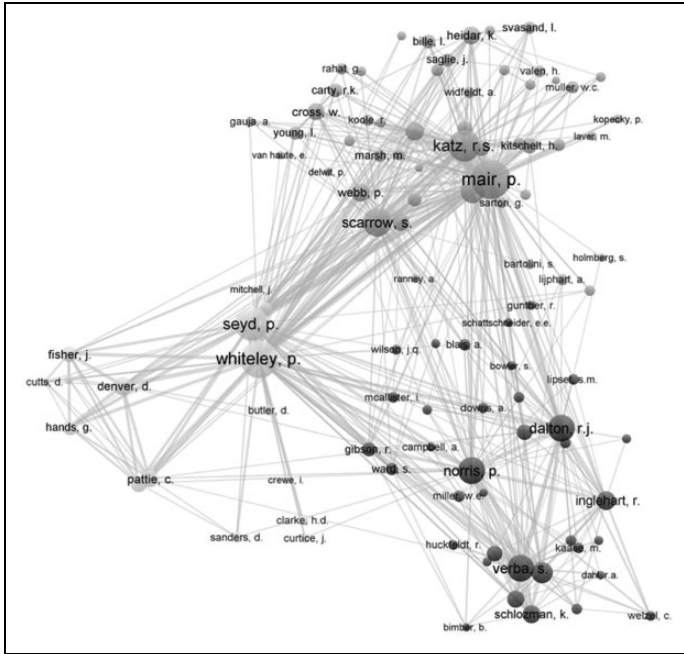 svasand, l.
heidar, k.
bille, l.
saglie, j.
rahat, g.
valen, h.
carty, r.k.
widfeldt, a.
muller, w.c.
cross, w.
gauja, a.
koole, r.
kopecky, p.
young, l.
katz, r.s.
kitschelt, h.
laver, m.
van haute, e.
marsh, m.
delwit, p.
mair, p.
webb, p.
sartori, g.
scarrow, s.
bartolini, s.
holmberg, s.
ranney, a.
lijphart, a.
mitchell, j.
gunther, r.
seyd, p.
schattschneider, e.e.
wilson, j.q.
blais, a.
fisher, j.
whiteley, p.
bower, s.
cutts, d.
denver, d.
lipset, s.m.
mcallister, i.
butler, d.
downs, a.
hands, g.
dalton, r.j.
gibson, r.
campbell, a.
pattie, c.
crewe, i.
ward, s.
norris, p.
miller, w.e.
inglehart, r.
clarke, h.d.
sanders, d.
curtice, j.
huckfeldt, r.
kaase, m.
verba, s.
schlozman, k.
welzel, c.
bimber, b.